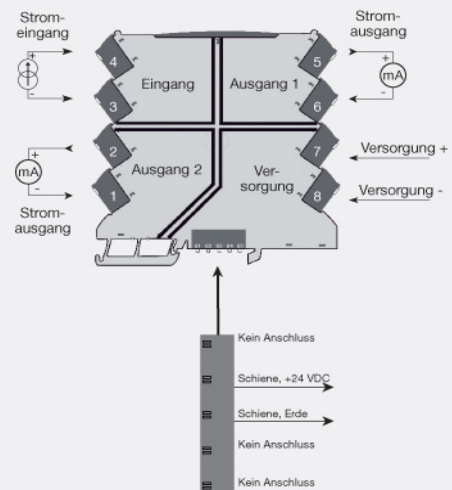 Strom-
eingang
+
-
4
3
Eingang
Ausgang 1
5
6
Strom-
ausgang
+
mA
-
+
mA
-
Strom-
ausgang
2
1
Ausgang 2
Ver-
sorgung
7
8
Versorgung +
Versorgung -
Kein Anschluss
Schiene, +24 VDC
Schiene, Erde
Kein Anschluss
Kein Anschluss